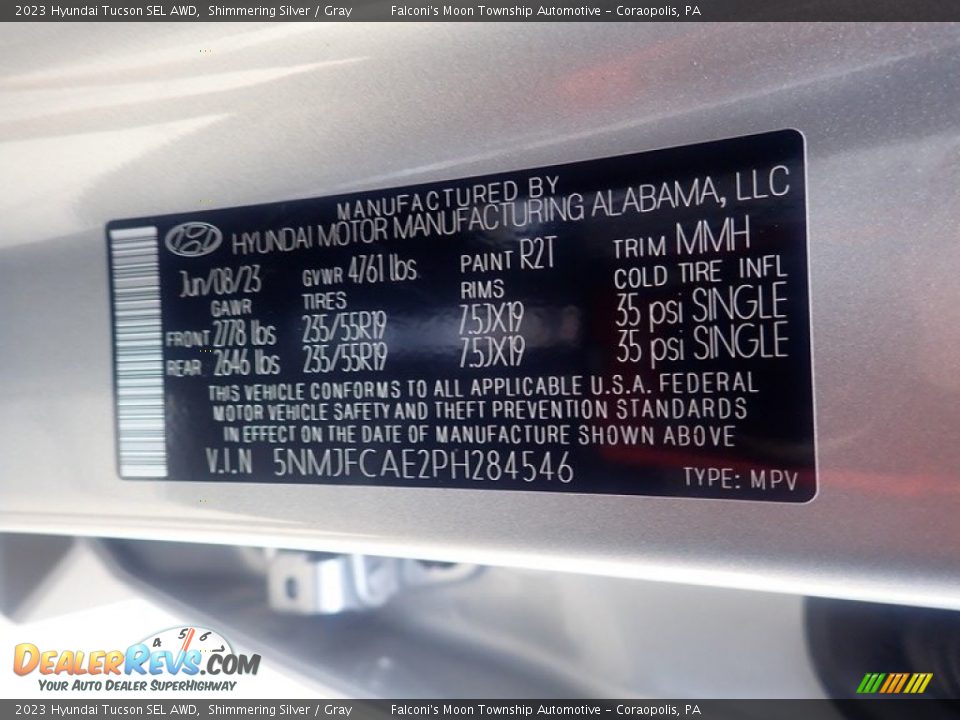 2023 Hyundai Tucson SEL AWD, Shimmering Silver / Gray Falconi's Moon Township Automotive - Coraopolis, PA
MANUFACTURED BY
HYUNDAI MOTOR MANUFACTURING ALABAMA, LLC
Jun/08/23 GVWR 4761 lbs PAINT R2T TRIM MMH
GAWR TIRES RIMS COLD TIRE INFL
FRONT 2778 lbs 235/55R19 7.5JX19 35 psi SINGLE
REAR 2646 lbs 235/55R19 7.5JX19 35 psi SINGLE
THIS VEHICLE CONFORMS TO ALL APPLICABLE U.S.A. FEDERAL
MOTOR VEHICLE SAFETY AND THEFT PREVENTION STANDARDS
IN EFFECT ON THE DATE OF MANUFACTURE SHOWN ABOVE
V.I.N 5NMJFCAE2PH284546 TYPE: MPV
4 5 6
DEALERREVS.COM
YOUR AUTO DEALER SUPERHIGHWAY
2023 Hyundai Tucson SEL AWD, Shimmering Silver / Gray Falconi's Moon Township Automotive - Coraopolis, PA